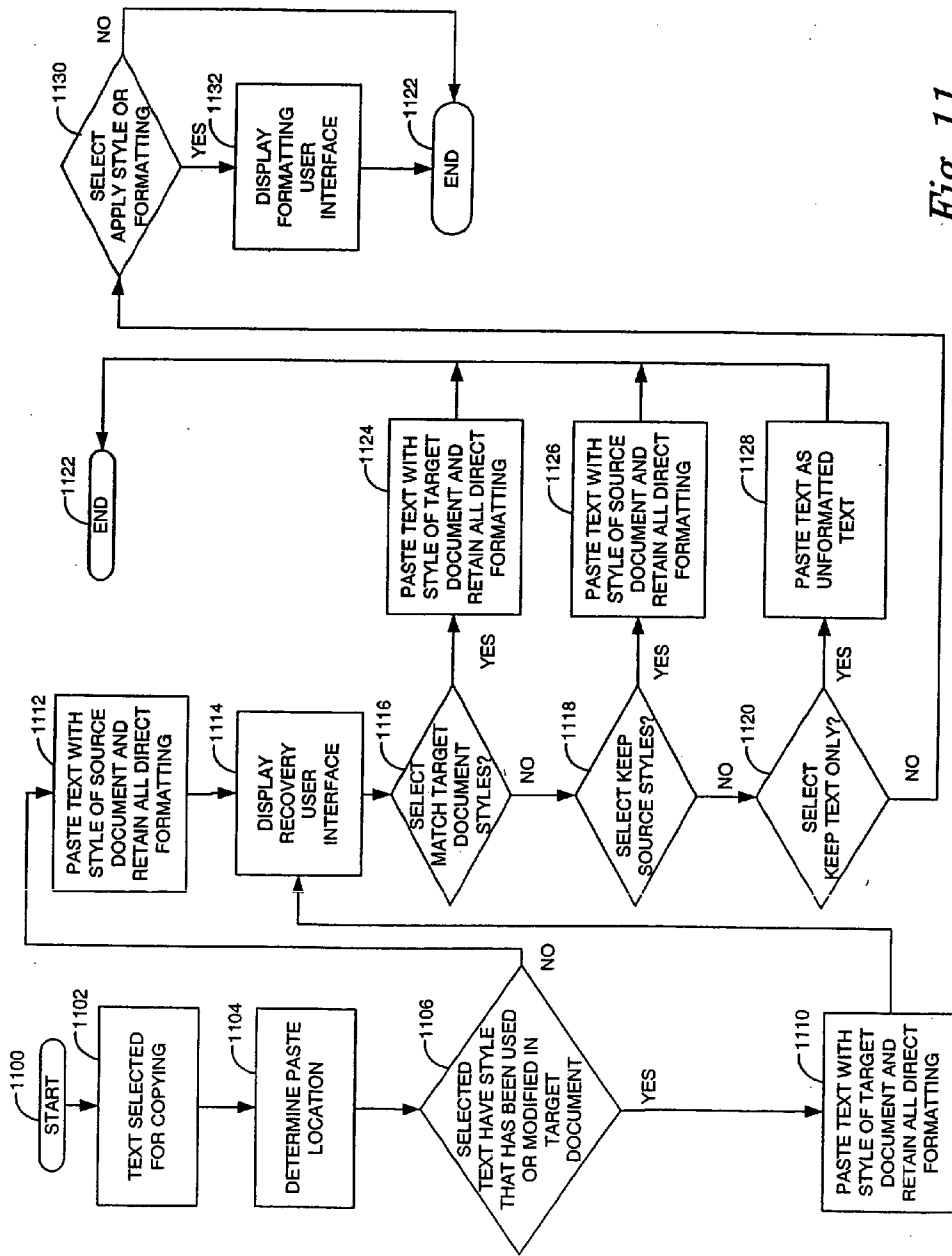 1100
START
1102
TEXT SELECTED
FOR COPYING
1104
DETERMINE PASTE
LOCATION
1106
SELECTED
TEXT HAVE STYLE
THAT HAS BEEN USED
OR MODIFIED IN
TARGET
DOCUMENT
NO
YES
1110
PASTE TEXT WITH
STYLE OF TARGET
DOCUMENT AND
RETAIN ALL DIRECT
FORMATTING
1112
PASTE TEXT WITH
STYLE OF SOURCE
DOCUMENT AND
RETAIN ALL DIRECT
FORMATTING
1114
DISPLAY
RECOVERY USER
INTERFACE
1116
SELECT
MATCH TARGET
DOCUMENT
STYLES?
YES
NO
1124
PASTE TEXT WITH
STYLE OF TARGET
DOCUMENT AND
RETAIN ALL DIRECT
FORMATTING
1118
SELECT KEEP
SOURCE STYLES?
YES
NO
1126
PASTE TEXT WITH
STYLE OF SOURCE
DOCUMENT AND
RETAIN ALL DIRECT
FORMATTING
1120
SELECT
KEEP TEXT ONLY?
YES
NO
1128
PASTE TEXT AS
UNFORMATTED
TEXT
1122
END
1130
SELECT
APPLY STYLE OR
FORMATTING
NO
YES
1132
DISPLAY
FORMATTING
USER
INTERFACE
1122
END
Fig. 11